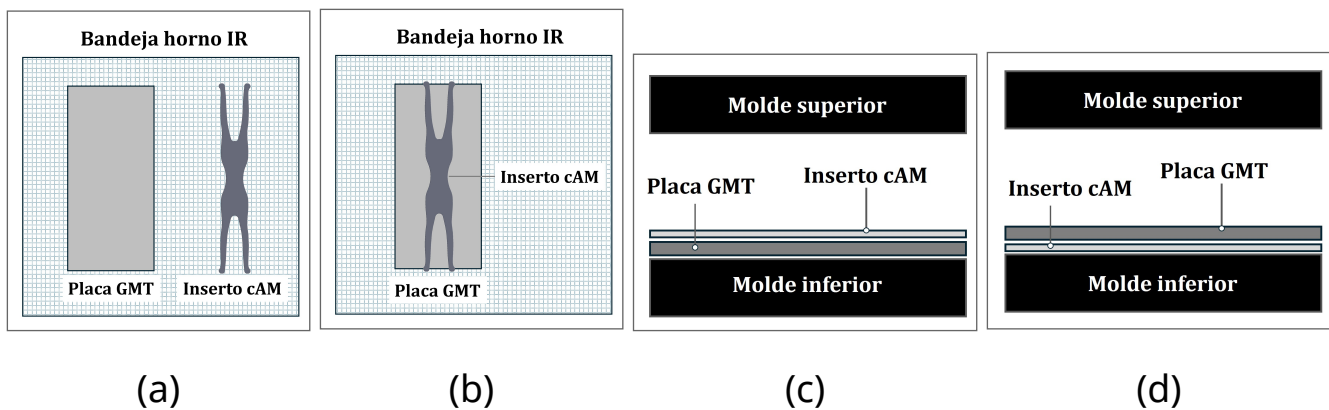 Bandeja horno IR
Placa GMT
Inserto cAM
Bandeja horno IR
Inserto cAM
Placa GMT
Molde superior
Placa GMT
Inserto cAM
Molde inferior
Molde superior
Inserto cAM
Placa GMT
Molde inferior
(a)
(b)
(c)
(d)